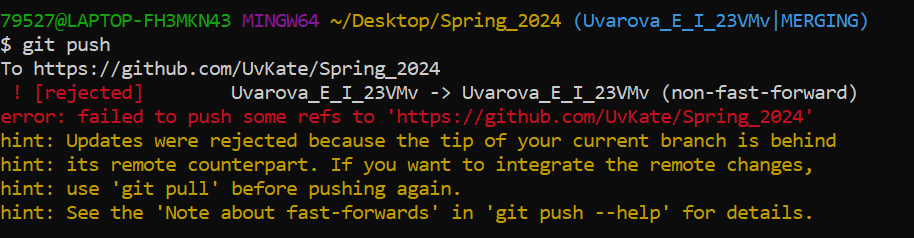 79527@LAPTOP-FH3MKN43 MINGW64 ~/Desktop/Spring_2024 (Uvarova_E_I_23VMv|MERGING)
$ git push
To https://github.com/UvKate/Spring_2024
 ! [rejected]        Uvarova_E_I_23VMv -> Uvarova_E_I_23VMv (non-fast-forward)
error: failed to push some refs to 'https://github.com/UvKate/Spring_2024'
hint: Updates were rejected because the tip of your current branch is behind
hint: its remote counterpart. If you want to integrate the remote changes,
hint: use 'git pull' before pushing again.
hint: See the 'Note about fast-forwards' in 'git push --help' for details.